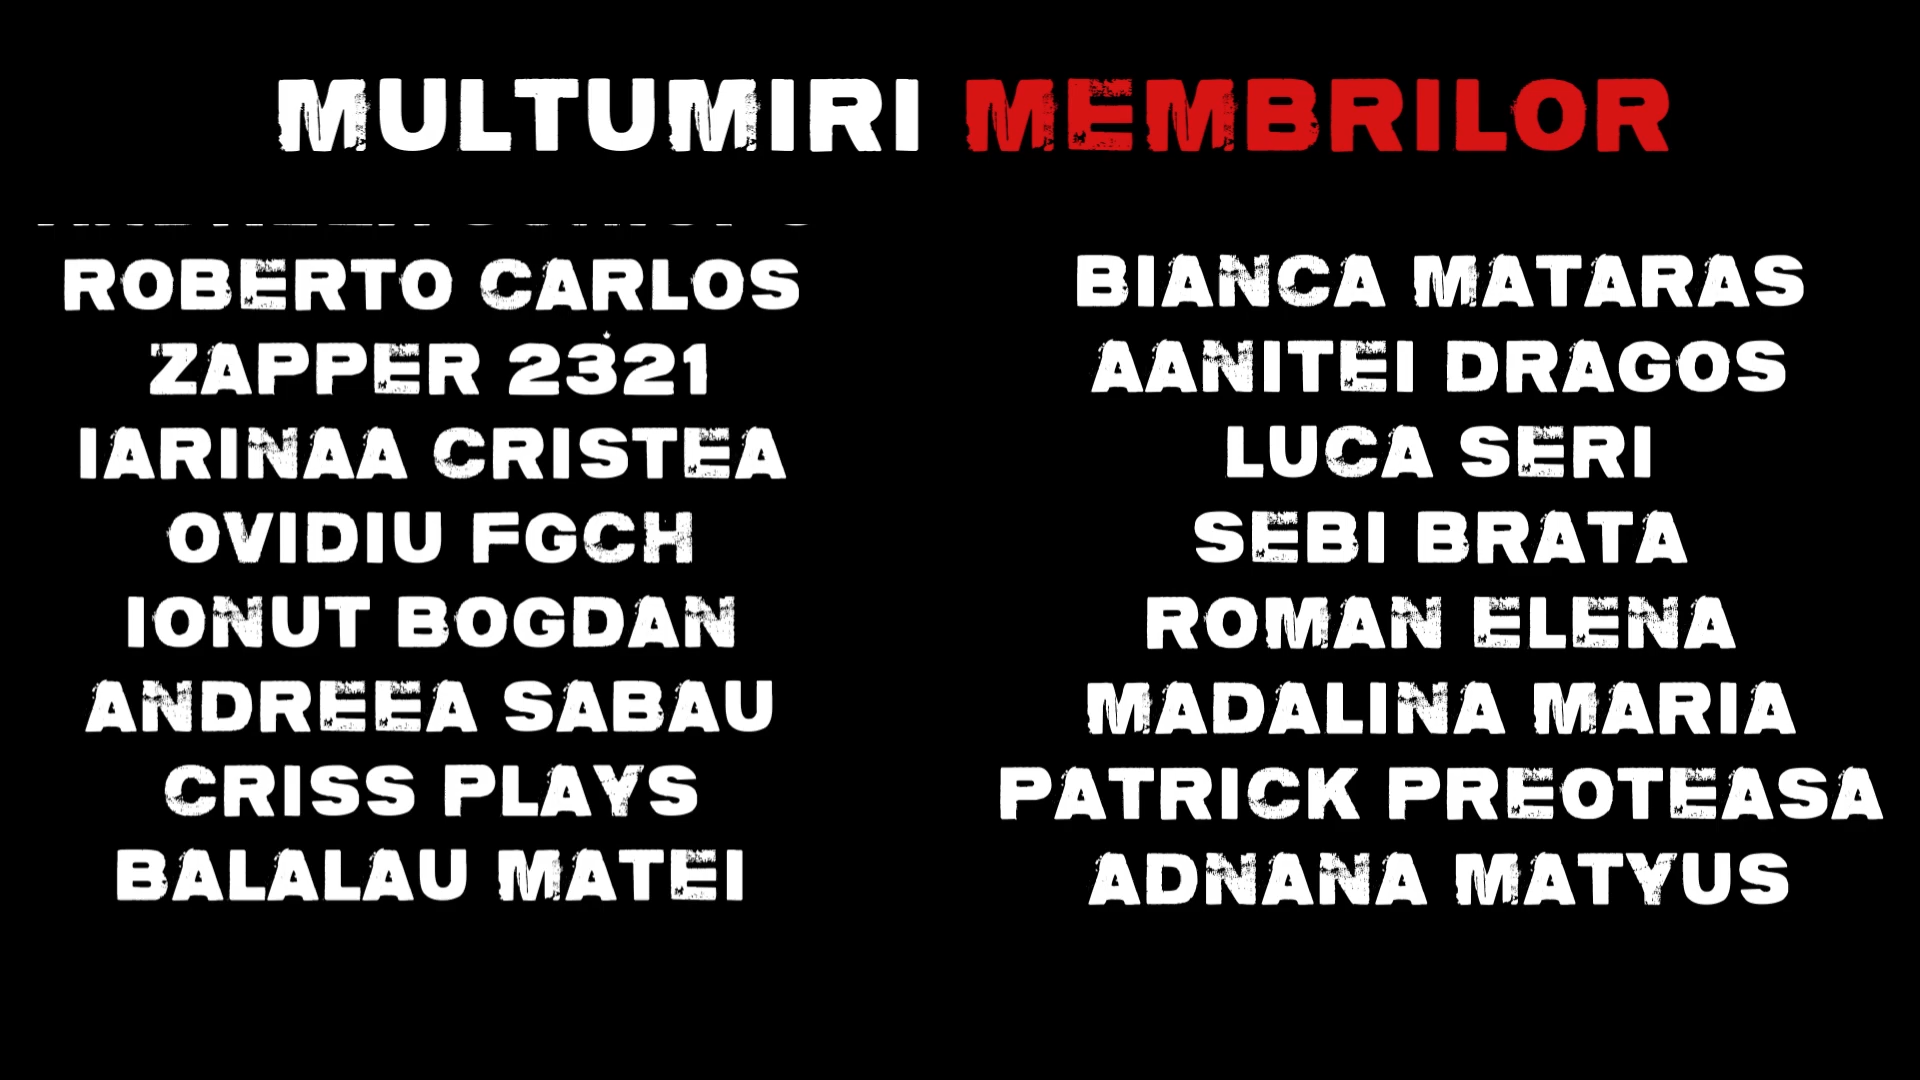 MULTUMIRI MEMBRILOR
ROBERTO CARLOS
ZAPPER 2321
IARINAA CRISTEA
OVIDIU FGCH
IONUT BOGDAN
ANDREEA SABAU
CRISS PLAYS
BALALAU MATEI
BIANCA MATARAS
AANITEI DRAGOS
LUCA SERI
SEBI BRATA
ROMAN ELENA
MADALINA MARIA
PATRICK PREOTEASA
ADNANA MATYUS